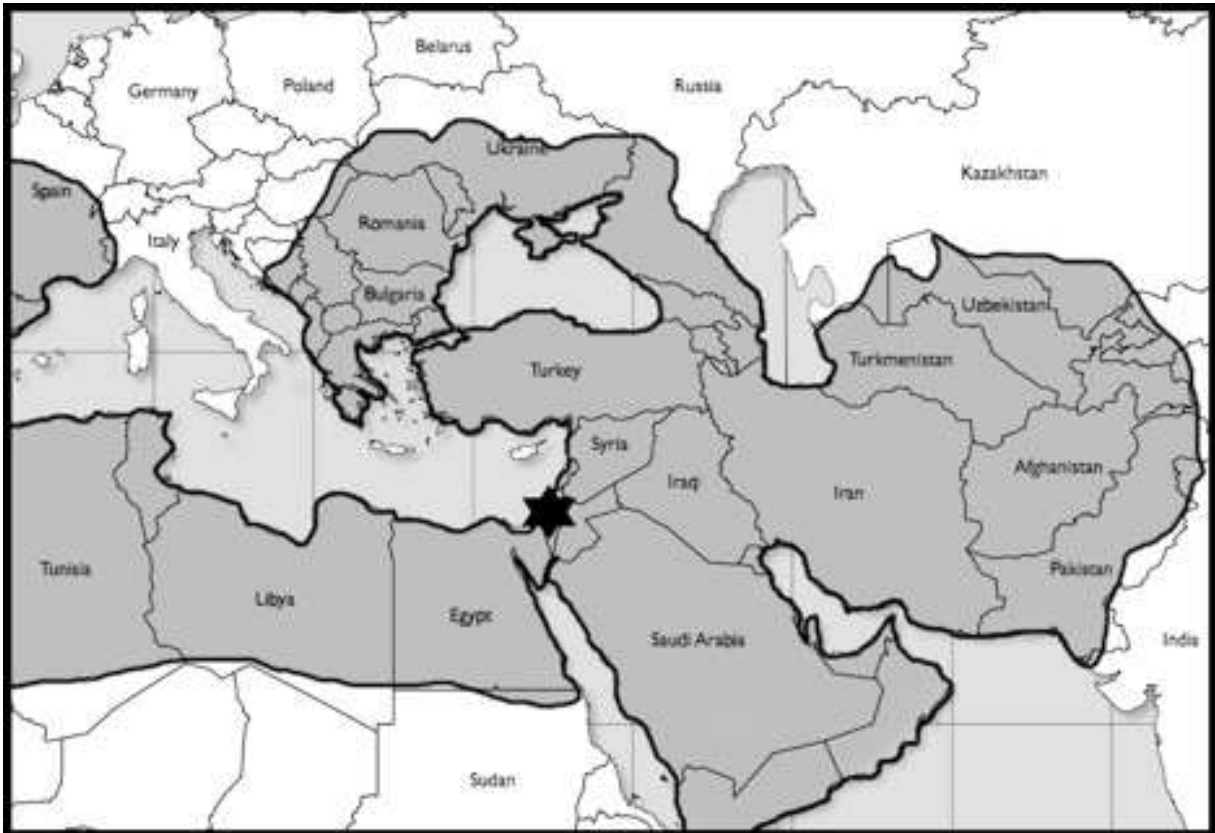 Belarus
Germany
Poland
Russia
Ukraine
Kazakhstan
Spain
Romania
Italy
Bulgaria
Uzbekistan
Turkey
Turkmenistan
Syria
Iraq
Iran
Afghanistan
Tunisia
Libya
Egypt
Pakistan
Saudi Arabia
India
Sudan